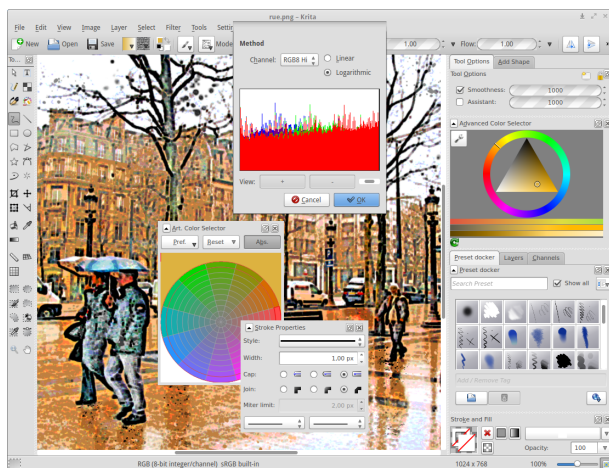 rue.png - Krita
File Edit View Image Layer Select Filter Tools Setti
New Open Save Mode 1.00 Flow: 1.00
Method
Channel: RGB8 Hi Linear
Logarithmic
View: + -
Cancel OK
To...
Tool Options Add Shape
Tool Options
Smoothness: 1000
Assistant: 1000
Advanced Color Selector
Art. Color Selector
Pref. Reset Abs.
Stroke Properties
Style:
Width: 1.00 px
Cap:
Join:
Miter limit: 2.00 px
Preset docker Layers Channels
Preset docker
Search Preset Show all
Add / Remove Tag
Stroke and Fill
Opacity: 100
RGB (8-bit integer/channel) sRGB built-in 1024 x 768 100%